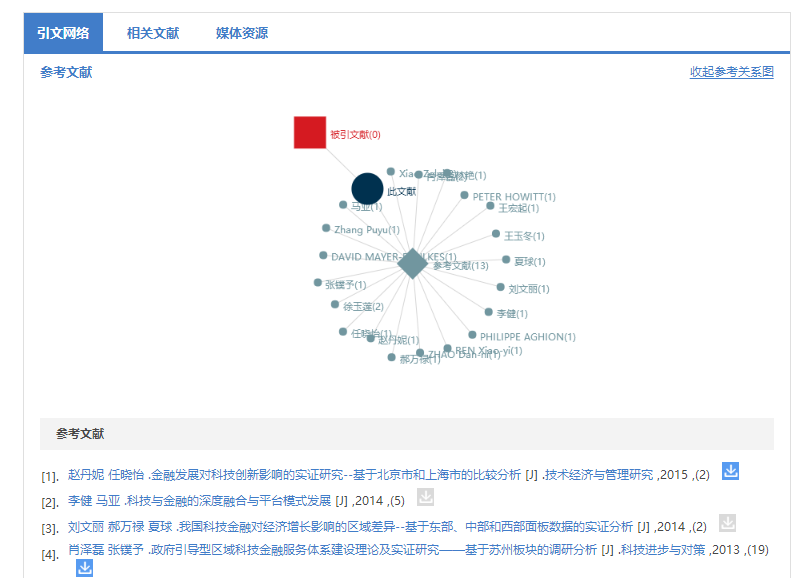 引文网络 相关文献 媒体资源
参考文献 收起参考关系图
被引文献(0)
此文献
马亚(1)
PETER HOWITT(1)
王宏起(1)
Zhang Puyu(1)
王玉冬(1)
DAVID MAYER-
参考文献(13)
夏球(1)
张镤予(1)
刘文丽(1)
徐玉莲(2)
李健(1)
任晓怡(1)
赵丹妮(1)
PHILIPPE AGHION(1)
REN Xiao-yi(1)
ZHAO Dan-ni(1)
郝万禄(1)
参考文献
[1]. 赵丹妮 任晓怡 .金融发展对科技创新影响的实证研究--基于北京市和上海市的比较分析 [J] .技术经济与管理研究 ,2015 ,(2)
[2]. 李健 马亚 .科技与金融的深度融合与平台模式发展 [J] ,2014 ,(5)
[3]. 刘文丽 郝万禄 夏球 .我国科技金融对经济增长影响的区域差异--基于东部、中部和西部面板数据的实证分析 [J] ,2014 ,(2)
[4]. 肖泽磊 张镤予 .政府引导型区域科技金融服务体系建设理论及实证研究——基于苏州板块的调研分析 [J] .科技进步与对策 ,2013 ,(19)